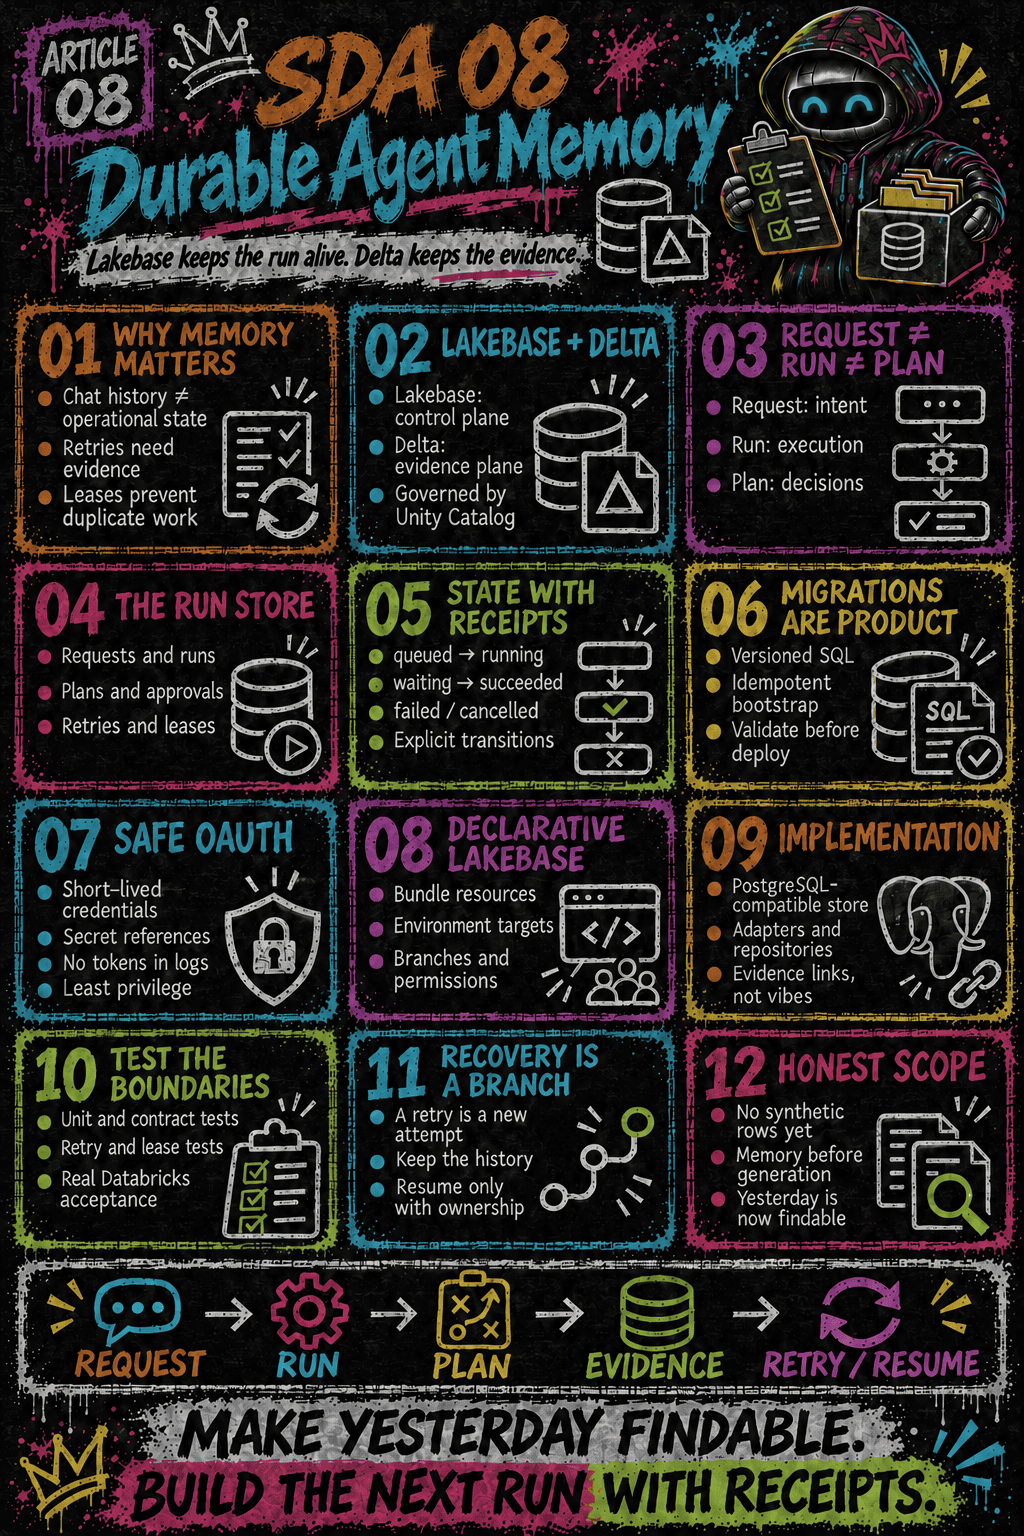 ARTICLE
08
SDA 08
Durable Agent Memory
Lakebase keeps the run alive. Delta keeps the evidence.
01 WHY MEMORY
MATTERS
Chat history ≠
operational state
Retries need
evidence
Leases prevent
duplicate work
02 LAKEBASE + DELTA
Lakebase:
control plane
Delta:
evidence plane
Governed by
Unity Catalog
03 REQUEST ≠
RUN ≠ PLAN
Request: intent
Run: execution
Plan: decisions
04 THE RUN STORE
Requests and runs
Plans and approvals
Retries and leases
05 STATE WITH
RECEIPTS
queued → running
waiting → succeeded
failed / cancelled
Explicit transitions
06 MIGRATIONS
ARE PRODUCT
Versioned SQL
Idempotent
bootstrap
Validate before
deploy
SQL
07 SAFE OAUTH
Short-lived
credentials
Secret references
No tokens in logs
Least privilege
08 DECLARATIVE
LAKEBASE
Bundle resources
Environment targets
Branches and
permissions
</>
09 IMPLEMENTATION
PostgreSQL-
compatible store
Adapters and
repositories
Evidence links,
not vibes
10 TEST THE
BOUNDARIES
Unit and contract tests
Retry and lease tests
Real Databricks
acceptance
11 RECOVERY IS
A BRANCH
A retry is a new
attempt
Keep the history
Resume only
with ownership
12 HONEST SCOPE
No synthetic
rows yet
Memory before
generation
Yesterday is
now findable
REQUEST
RUN
PLAN
EVIDENCE
RETRY / RESUME
MAKE YESTERDAY FINDABLE.
BUILD THE NEXT RUN WITH RECEIPTS.